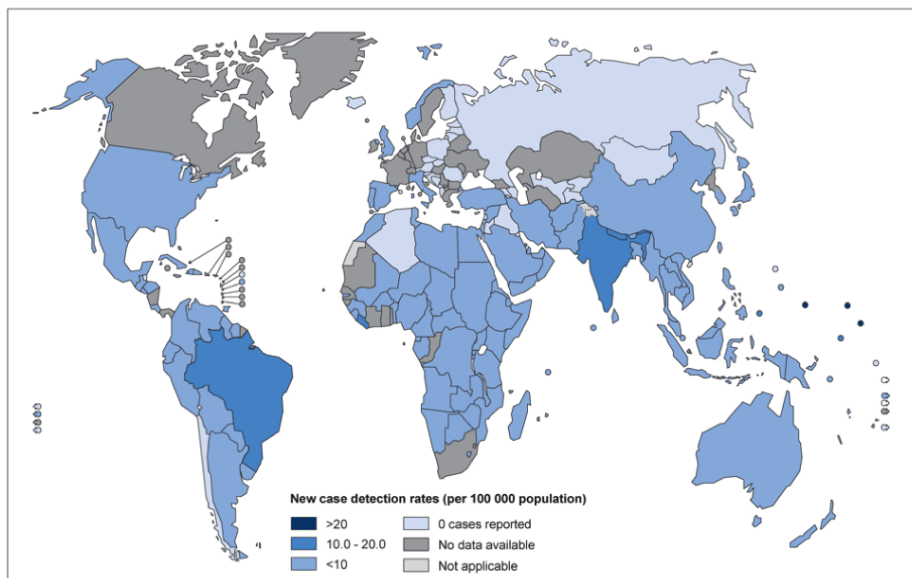 New case detection rates (per 100 000 population)
>20
10.0 - 20.0
<10
0 cases reported
No data available
Not applicable